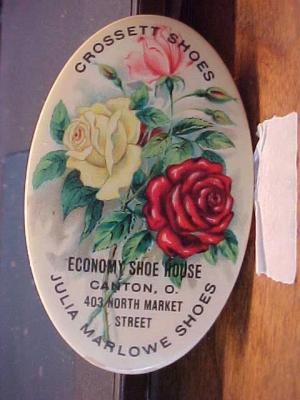 CROSSETT SHOES
ECONOMY SHOE HOUSE
CANTON, O.
403 NORTH MARKET
STREET
JULIA MARLOWE SHOES